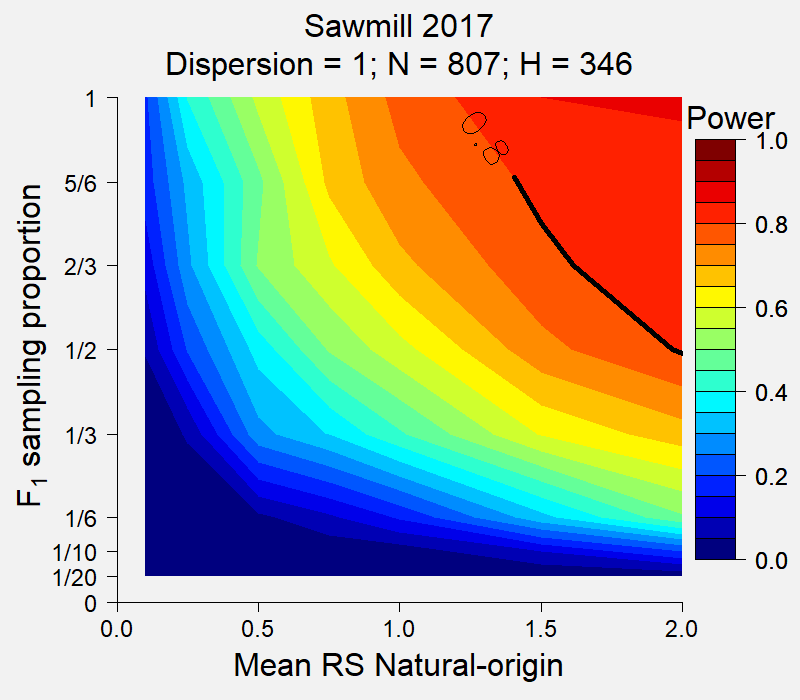 Sawmill 2017
Dispersion = 1; N = 807; H = 346
Power
1.0
0.8
0.6
0.4
0.2
0.0
F1 sampling proportion
1
5/6
2/3
1/2
1/3
1/6
1/10
1/20
0
0.0 0.5 1.0 1.5 2.0
Mean RS Natural-origin